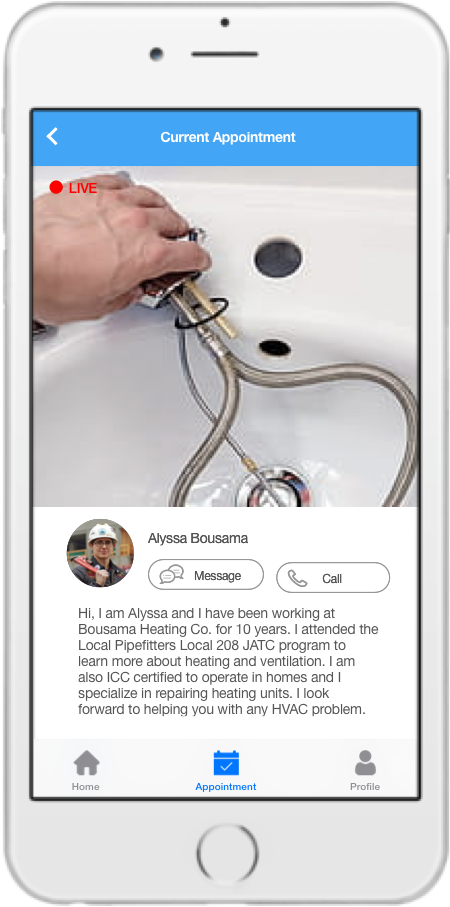 Current Appointment
LIVE
Alyssa Bousama
Message
Call
Hi, I am Alyssa and I have been working at
Bousama Heating Co. for 10 years. I attended the
Local Pipefitters Local 208 JATC program to
learn more about heating and ventilation. I am
also ICC certified to operate in homes and I
specialize in repairing heating units. I look
forward to helping you with any HVAC problem.
Home
Appointment
Profile